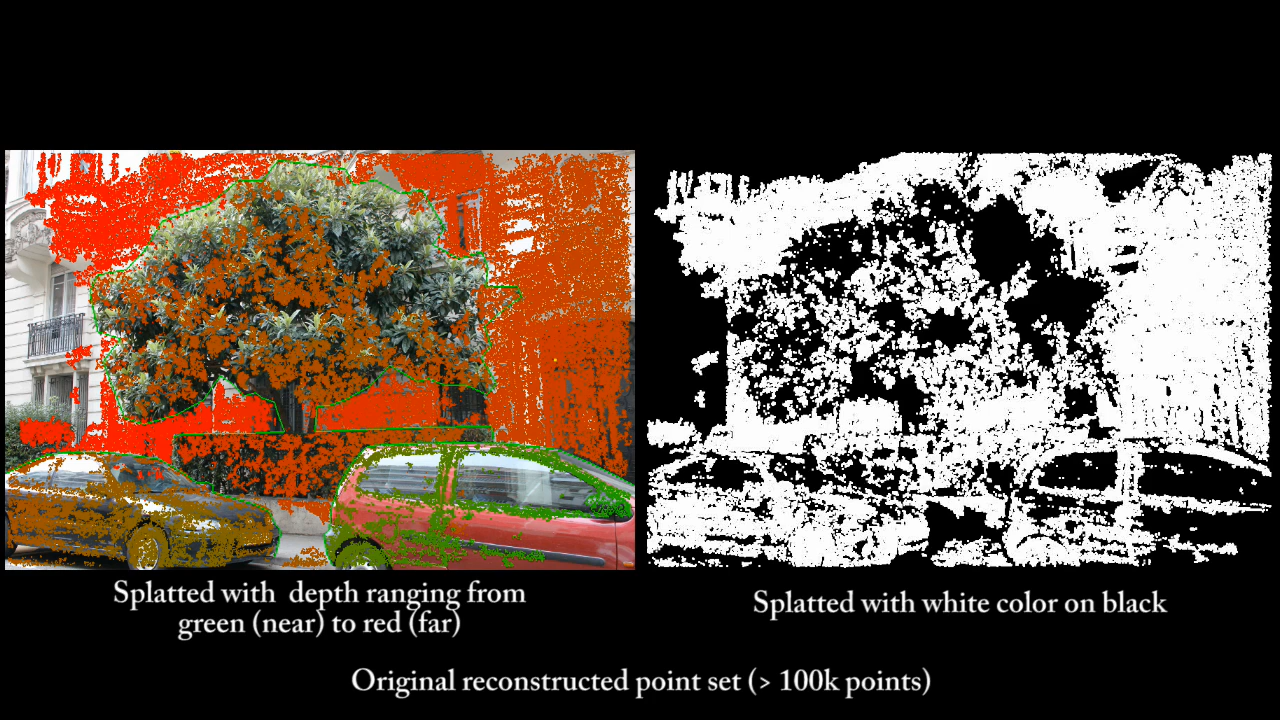 Splatted with  depth ranging from
green (near) to red (far)
Splatted with white color on black
Original reconstructed point set (> 100k points)